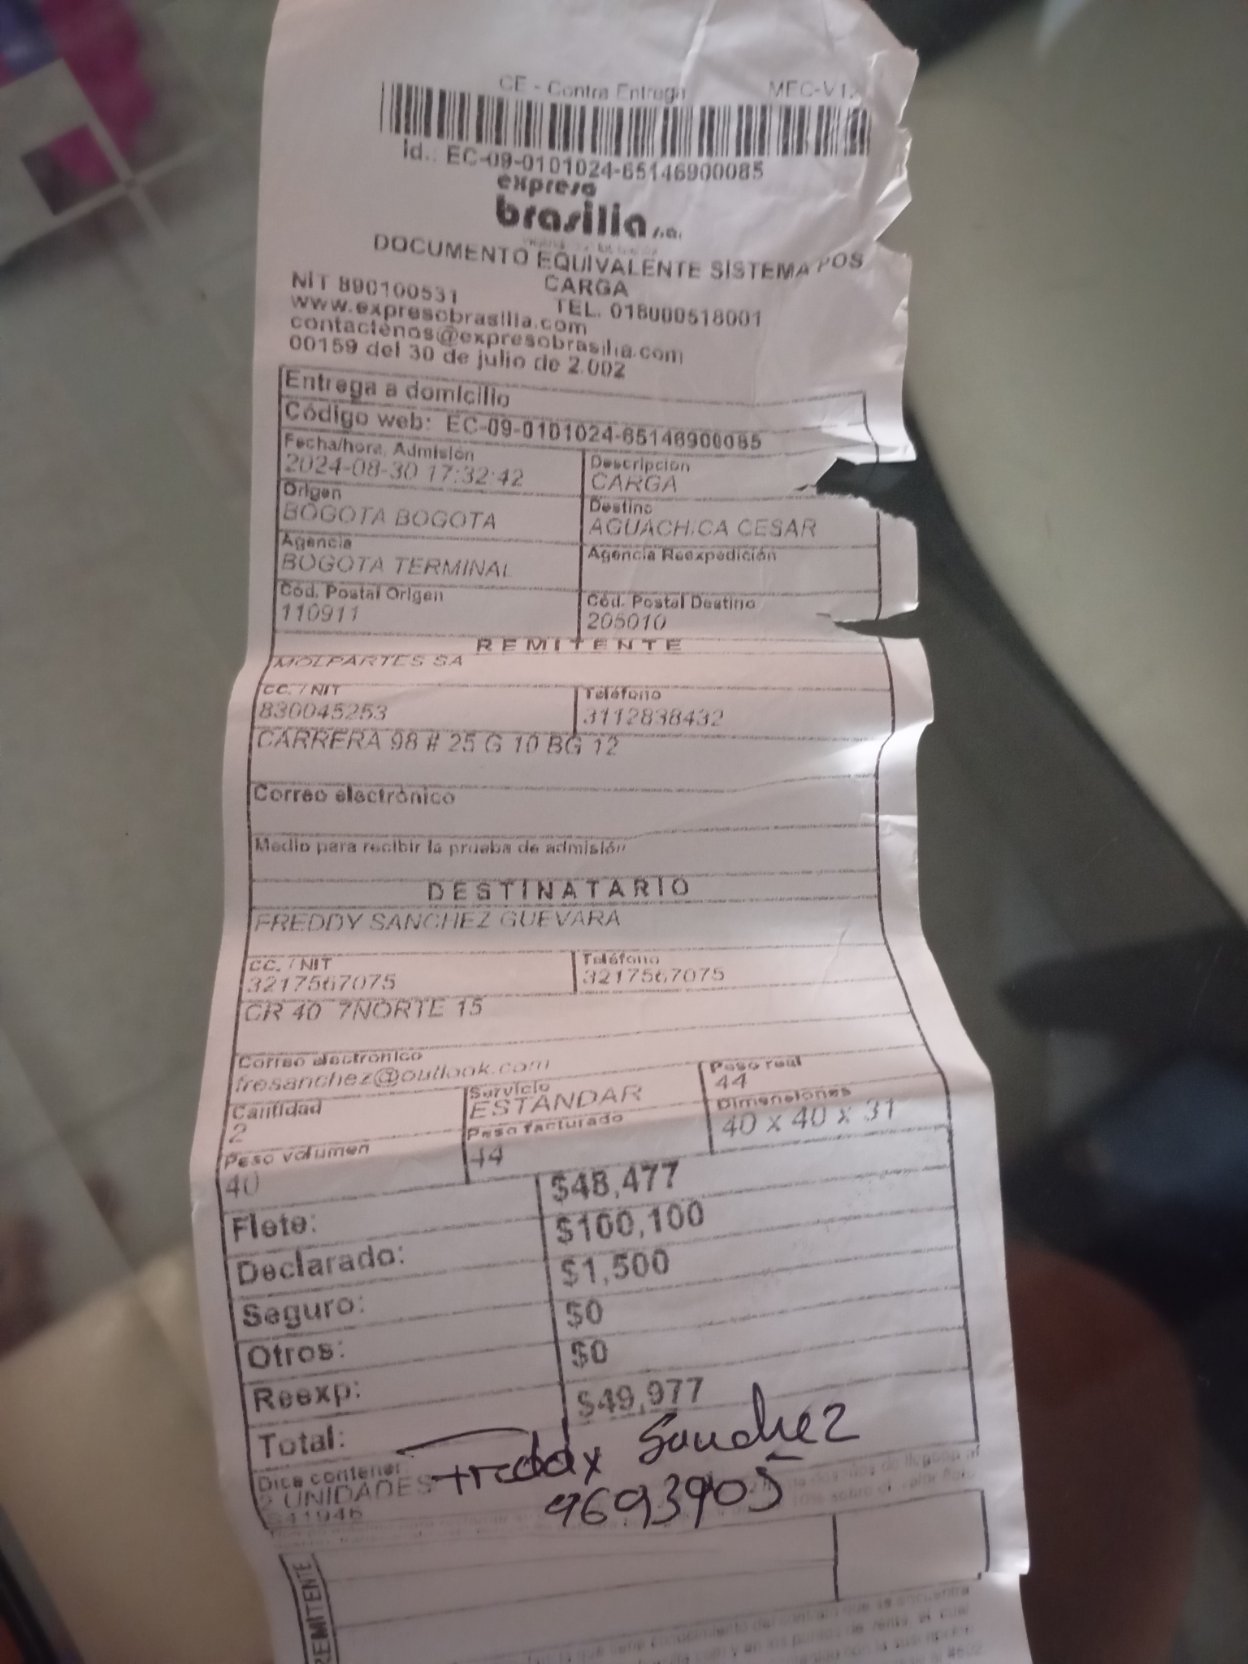 CE - Contra Entrega MFC-V1.
Id.: EC-09-0101024-65146900085
expreso
brasilia s.a.
DOCUMENTO EQUIVALENTE SISTEMA POS
CARGA
NIT 890100531 TEL. 018000518001
www.expresobrasilia.com
contactenos@expresobrasilia.com
00159 del 30 de julio de 2.002
Entrega a domicilio
Código web: EC-09-0101024-65146900085
Fecha/hora, Admisión Descripción
2024-08-30 17:32:42 CARGA
Origen Destino
BOGOTA BOGOTA AGUACHICA CESAR
Agencia Agencia Reexpedición
BOGOTA TERMINAL
Cód. Postal Origen Cód. Postal Destino
110911 205010
REMITENTE
MOLPARTES SA
CC. / NIT Teléfono
830045253 3112838432
CARRERA 98 # 25 G 10 BG 12
Correo electrónico
Medio para recibir la prueba de admisión
DESTINATARIO
FREDDY SANCHEZ GUEVARA
CC. / NIT Teléfono
3217567075 3217567075
CR 40 7NORTE 15
Correo electronico
fresanchez@outlook.com
Cantidad Servicio Peso real
2 ESTANDAR 44
Peso volumen Peso facturado Dimensiones
40 44 40 x 40 x 31
Flete: $48,477
Declarado: $100,100
Seguro: $1,500
Otros: $0
Reexp: $0
Total: $49,977
Dice contener
2 UNIDADES
Freddy Sanchez
9693905
REMITENTE